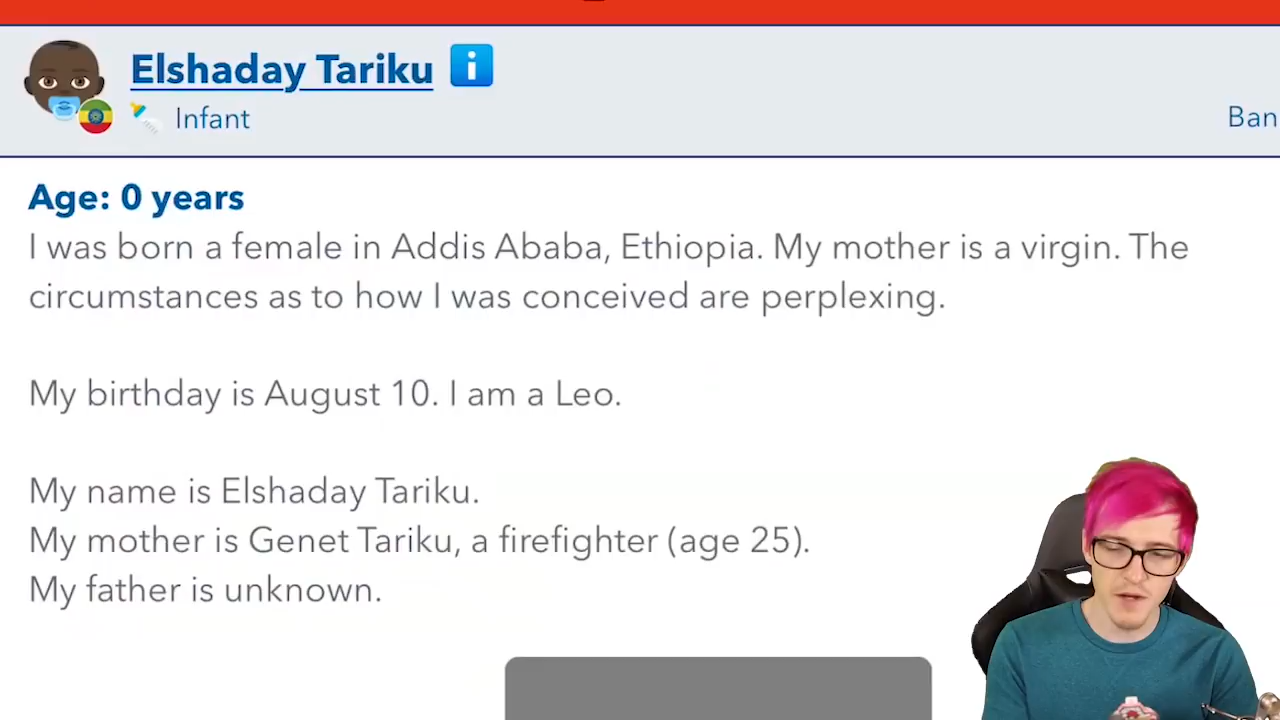 Elshaday Tariku
Infant
Ban
Age: 0 years
I was born a female in Addis Ababa, Ethiopia. My mother is a virgin. The
circumstances as to how I was conceived are perplexing.
My birthday is August 10. I am a Leo.
My name is Elshaday Tariku.
My mother is Genet Tariku, a firefighter (age 25).
My father is unknown.